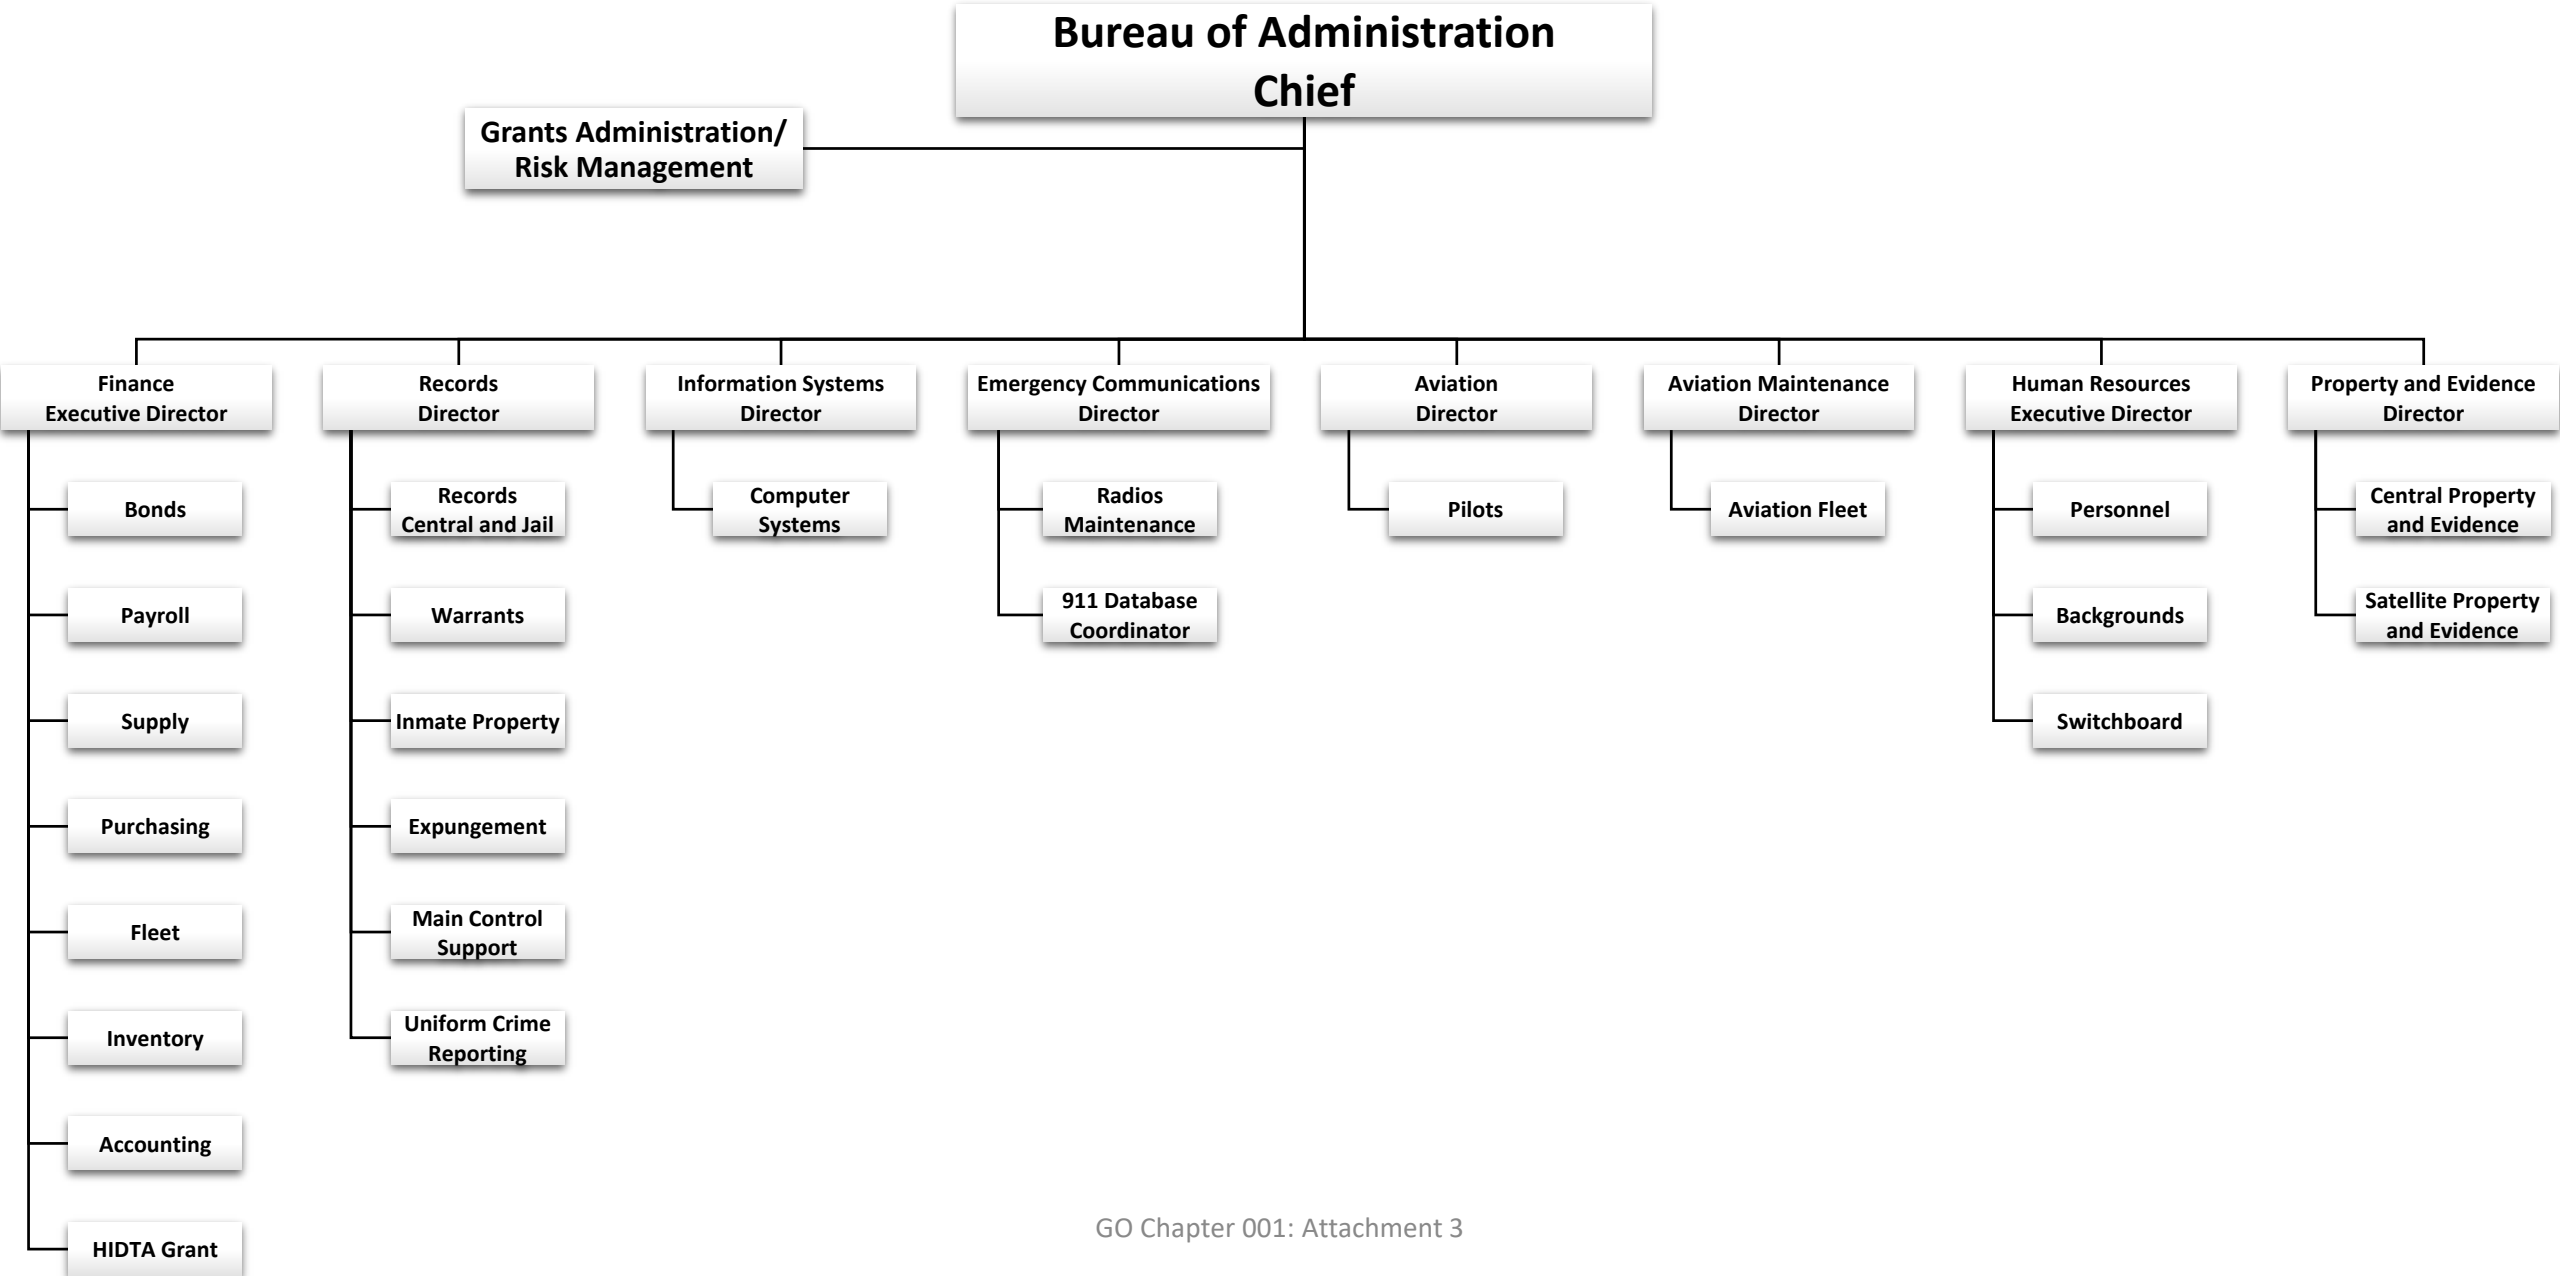 Bureau of Administration
Chief
Grants Administration/
Risk Management
Finance
Executive Director
Bonds
Payroll
Supply
Purchasing
Fleet
Inventory
Accounting
HIDTA Grant
Records
Director
Records
Central and Jail
Warrants
Inmate Property
Expungement
Main Control
Support
Uniform Crime
Reporting
Information Systems
Director
Computer
Systems
Emergency Communications
Director
Radios
Maintenance
911 Database
Coordinator
Aviation
Director
Pilots
Aviation Maintenance
Director
Aviation Fleet
Human Resources
Executive Director
Personnel
Backgrounds
Switchboard
Property and Evidence
Director
Central Property
and Evidence
Satellite Property
and Evidence
GO Chapter 001: Attachment 3